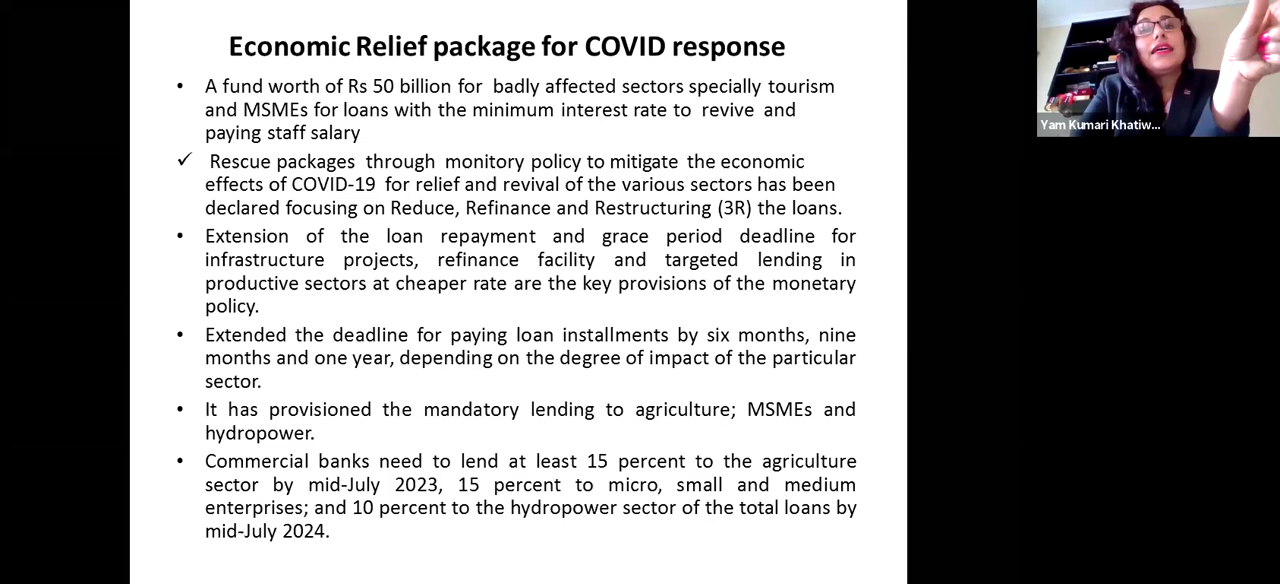 Economic Relief package for COVID response
• A fund worth of Rs 50 billion for badly affected sectors specially tourism
and MSMEs for loans with the minimum interest rate to revive and
paying staff salary
✓ Rescue packages through monitory policy to mitigate the economic
effects of COVID-19 for relief and revival of the various sectors has been
declared focusing on Reduce, Refinance and Restructuring (3R) the loans.
• Extension of the loan repayment and grace period deadline for
infrastructure projects, refinance facility and targeted lending in
productive sectors at cheaper rate are the key provisions of the monetary
policy.
• Extended the deadline for paying loan installments by six months, nine
months and one year, depending on the degree of impact of the particular
sector.
• It has provisioned the mandatory lending to agriculture; MSMEs and
hydropower.
• Commercial banks need to lend at least 15 percent to the agriculture
sector by mid-July 2023, 15 percent to micro, small and medium
enterprises; and 10 percent to the hydropower sector of the total loans by
mid-July 2024.
Yam Kumari Khatiw...